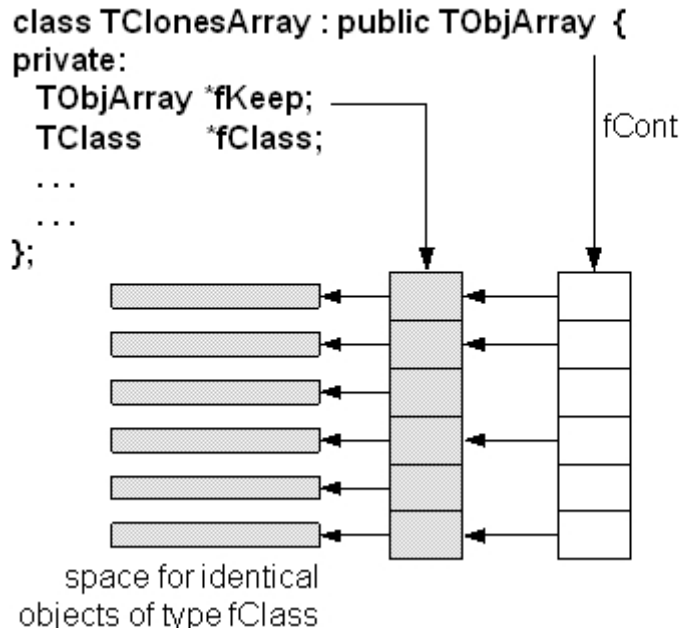 class TClonesArray : public TObjArray {
private:
TObjArray *fKeep;
TClass *fClass;
. . .
. . .
};
fCont
space for identical
objects of type fClass